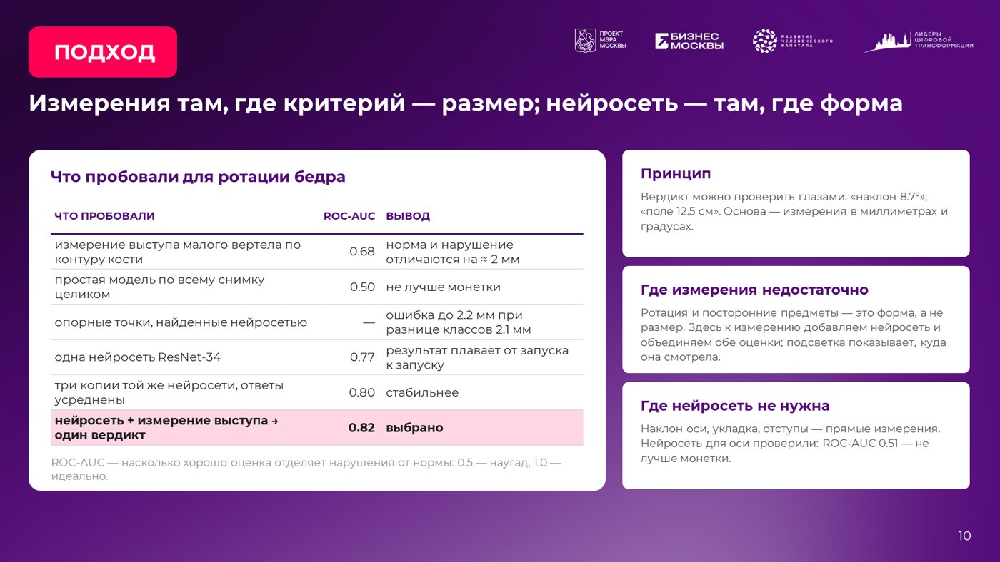 ПОДХОД
ПРОЕКТ
МЭРА
МОСКВЫ
БИЗНЕС
МОСКВЫ
РАЗВИТИЕ
ЧЕЛОВЕЧЕСКОГО
КАПИТАЛА
ЛИДЕРЫ
ЦИФРОВОЙ
ТРАНСФОРМАЦИИ
Измерения там, где критерий — размер; нейросеть — там, где форма
Что пробовали для ротации бедра
ЧТО ПРОБОВАЛИ ROC-AUC ВЫВОД
измерение выступа малого вертела по
контуру кости
0.68
норма и нарушение
отличаются на ≈ 2 мм
простая модель по всему снимку
целиком
0.50
не лучше монетки
опорные точки, найденные нейросетью
—
ошибка до 2.2 мм при
разнице классов 2.1 мм
одна нейросеть ResNet-34
0.77
результат плавает от запуска
к запуску
три копии той же нейросети, ответы
усреднены
0.80
стабильнее
нейросеть + измерение выступа →
один вердикт
0.82
выбрано
ROC-AUC — насколько хорошо оценка отделяет нарушения от нормы: 0.5 — наугад, 1.0 —
идеально.
Принцип
Вердикт можно проверить глазами: «наклон 8.7°»,
«поле 12.5 см». Основа — измерения в миллиметрах и
градусах.
Где измерения недостаточно
Ротация и посторонние предметы — это форма, а не
размер. Здесь к измерению добавляем нейросеть и
объединяем обе оценки; подсветка показывает, куда
она смотрела.
Где нейросеть не нужна
Наклон оси, укладка, отступы — прямые измерения.
Нейросеть для оси проверили: ROC-AUC 0.51 — не
лучше монетки.
10